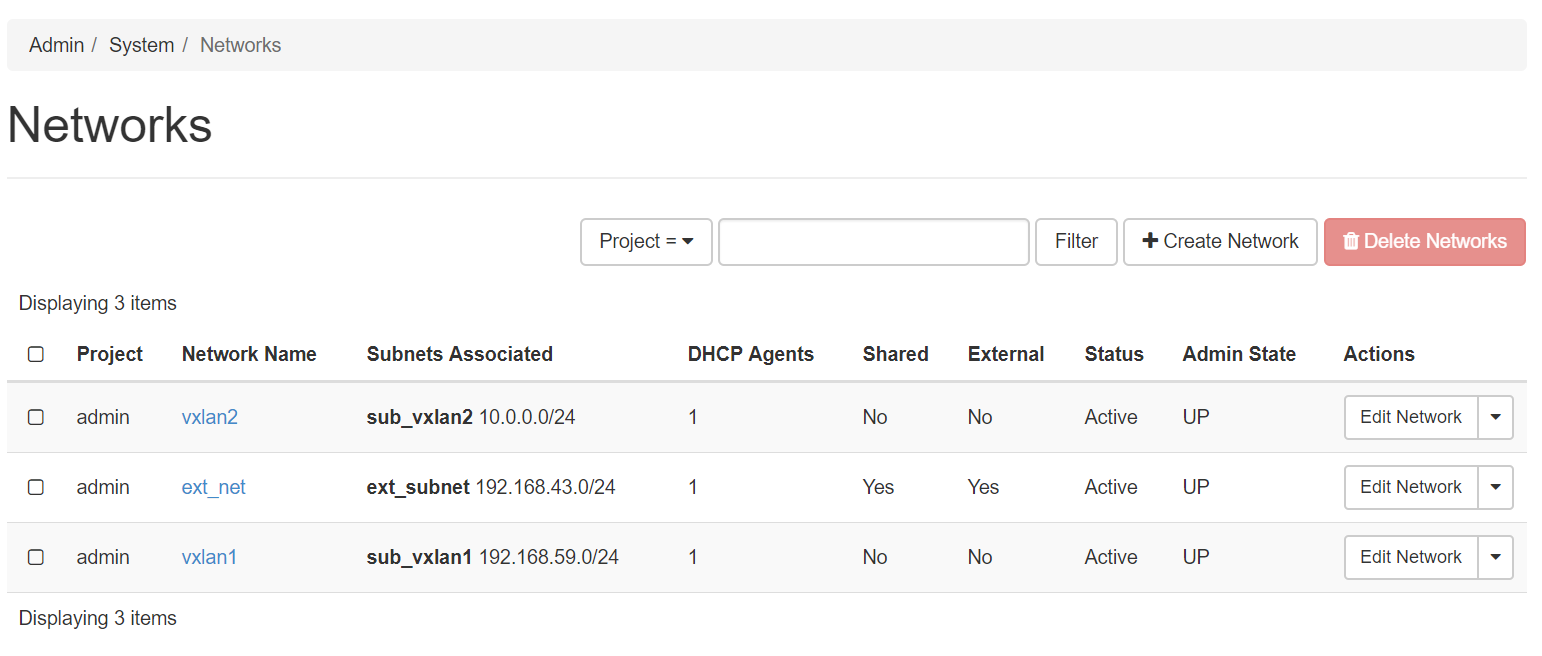 Admin / System / Networks
Networks
Project = Filter Create Network Delete Networks
Displaying 3 items
Project Network Name Subnets Associated DHCP Agents Shared External Status Admin State Actions
admin vxlan2 sub_vxlan2 10.0.0.0/24 1 No No Active UP Edit Network
admin ext_net ext_subnet 192.168.43.0/24 1 Yes Yes Active UP Edit Network
admin vxlan1 sub_vxlan1 192.168.59.0/24 1 No No Active UP Edit Network
Displaying 3 items